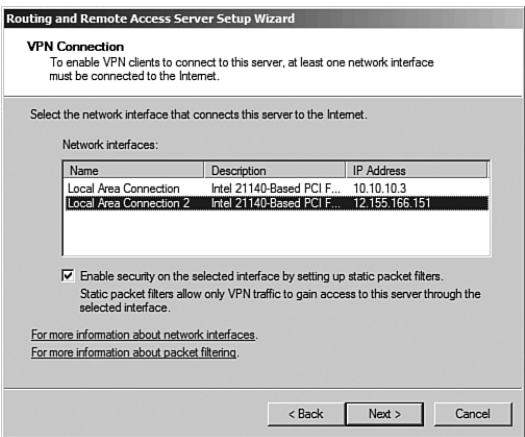 Routing and Remote Access Server Setup Wizard
VPN Connection
To enable VPN clients to connect to this server, at least one network interface
must be connected to the Internet.
Select the network interface that connects this server to the Internet.
Network interfaces:
Name Description IP Address
Local Area Connection Intel 21140-Based PCI F... 10.10.10.3
Local Area Connection 2 Intel 21140-Based PCI F... 12.155.166.151
Enable security on the selected interface by setting up static packet filters.
Static packet filters allow only VPN traffic to gain access to this server through the
selected interface.
For more information about network interfaces.
For more information about packet filtering.
< Back Next > Cancel